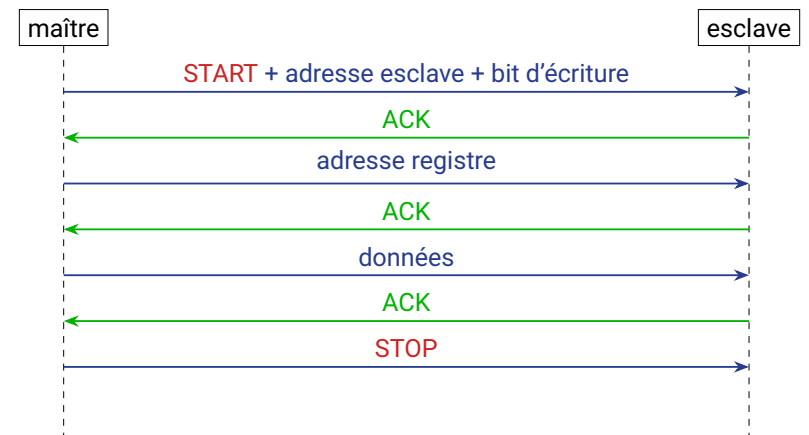 maître
esclave
START + adresse esclave + bit d’écriture
ACK
adresse registre
ACK
données
ACK
STOP